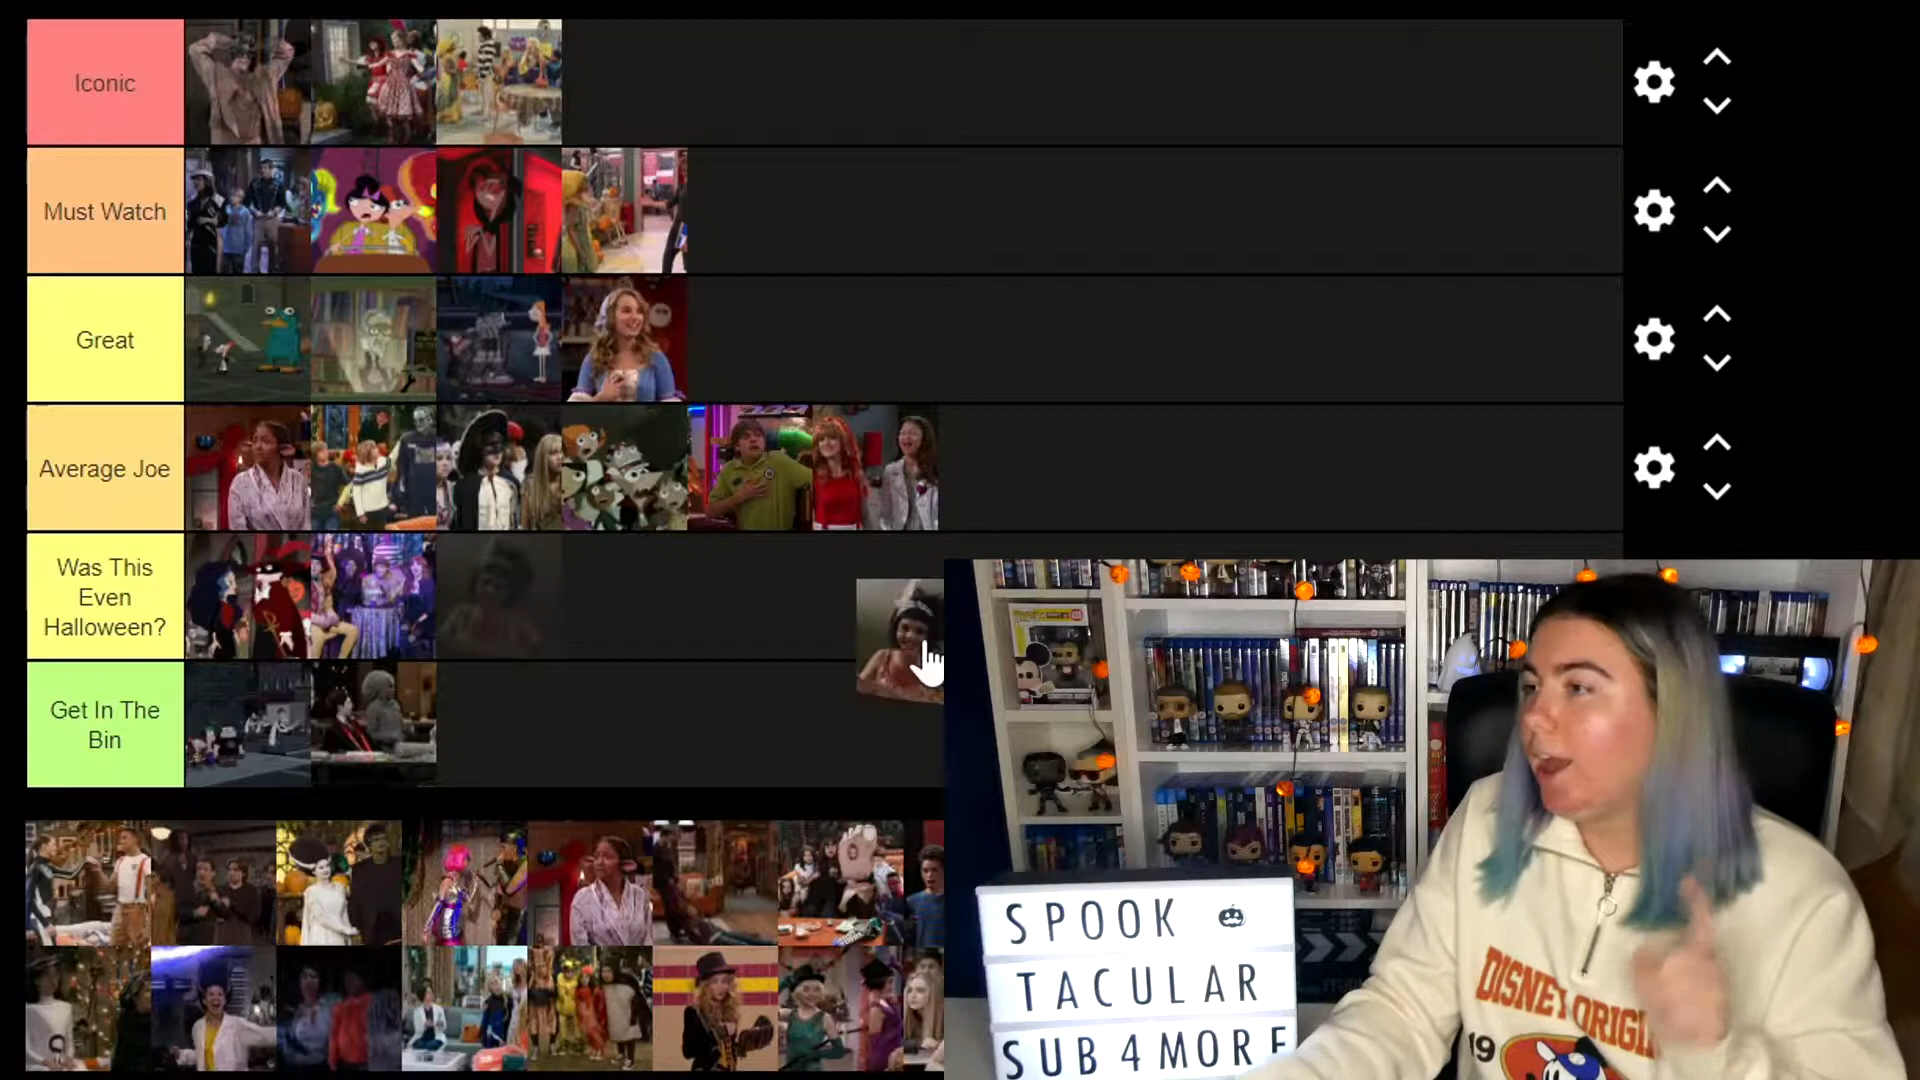 Iconic
Must Watch
Great
Average Joe
Was This
Even
Halloween?
Get In The
Bin
SPOOK
TACULAR
SUB 4 MORE
DISNEY ORIGI
19